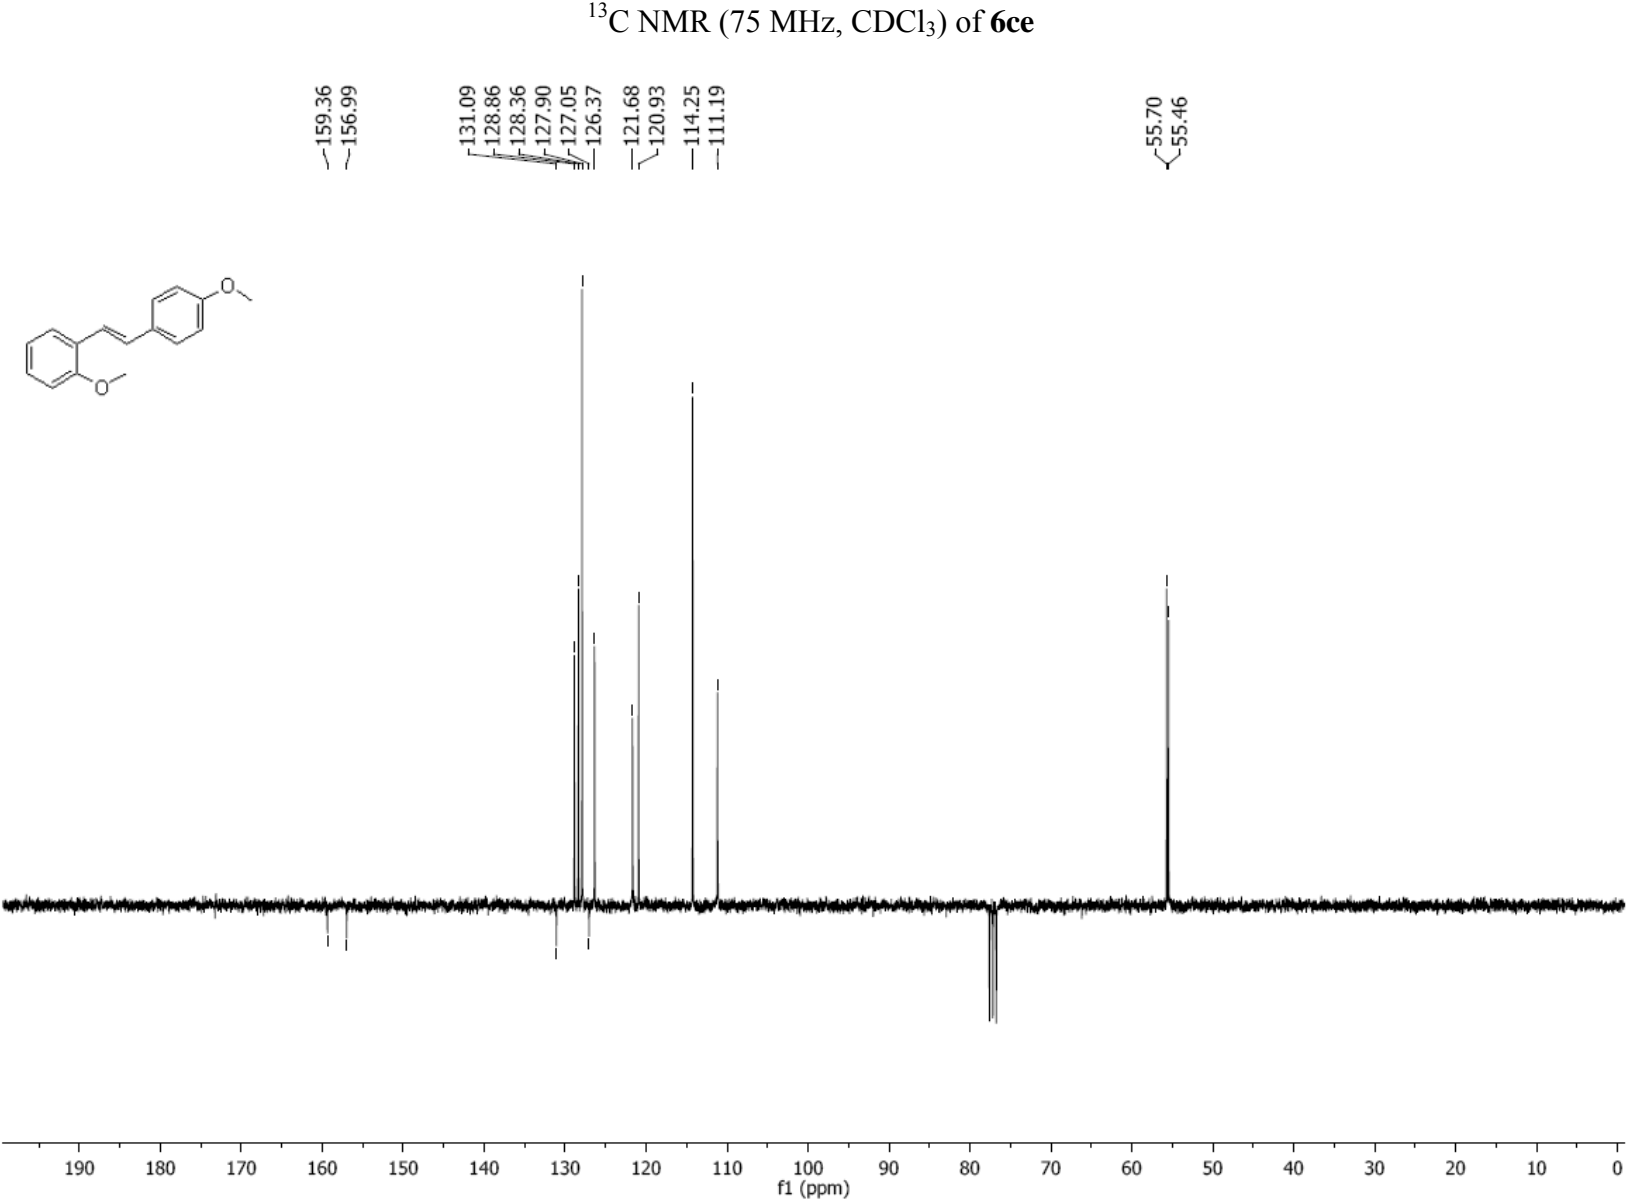 ¹³C NMR (75 MHz, CDCl₃) of 6ce
159.36
156.99
131.09
128.86
128.36
127.90
127.05
126.37
121.68
120.93
114.25
111.19
55.70
55.46
O
O
190 180 170 160 150 140 130 120 110 100 90 80 70 60 50 40 30 20 10 0
f1 (ppm)